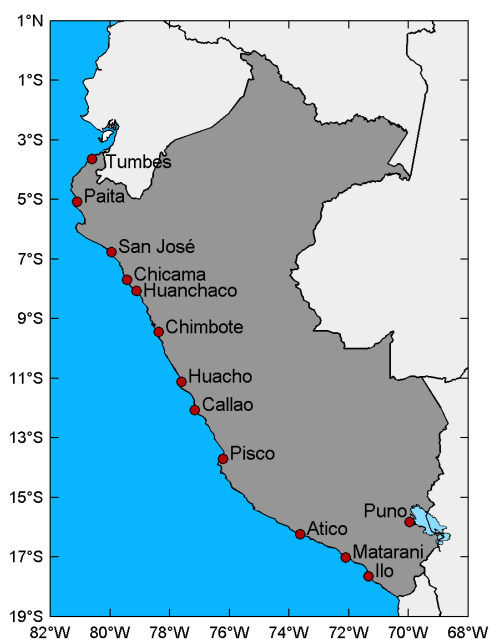 1°N
1°S
3°S
Tumbes
5°S
Paita
San José
7°S
Chicama
Huanchaco
9°S
Chimbote
11°S
Huacho
Callao
13°S
Pisco
15°S
Puno
Atico
17°S
Matarani
Ilo
19°S
82°W 80°W 78°W 76°W 74°W 72°W 70°W 68°W